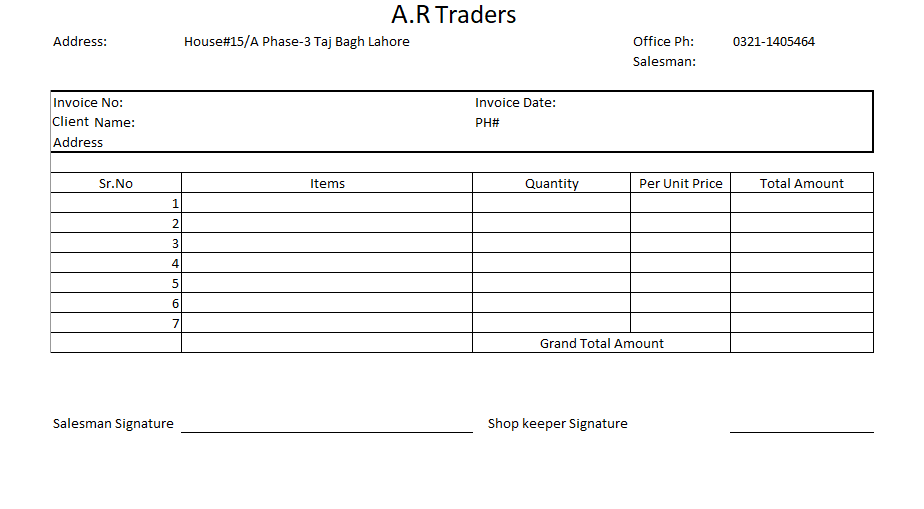 A.R Traders
Address: House#15/A Phase-3 Taj Bagh Lahore Office Ph: 0321-1405464
Salesman:
Invoice No: Invoice Date:
Client Name: PH#
Address
Sr.No Items Quantity Per Unit Price Total Amount
1
2
3
4
5
6
7
Grand Total Amount
Salesman Signature Shop keeper Signature